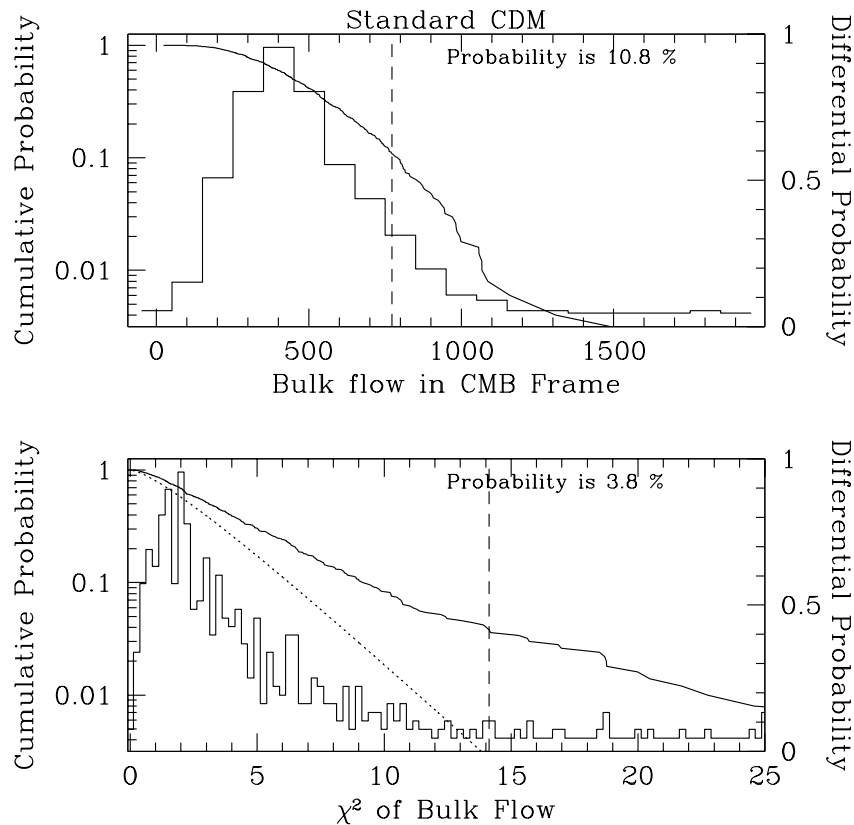 Standard CDM
Cumulative Probability
Differential Probability
1
0.1
0.01
1
0.5
0
Probability is 10.8 %
0 500 1000 1500
Bulk flow in CMB Frame
Cumulative Probability
Differential Probability
1
0.1
0.01
1
0.5
0
Probability is 3.8 %
0 5 10 15 20 25
χ² of Bulk Flow